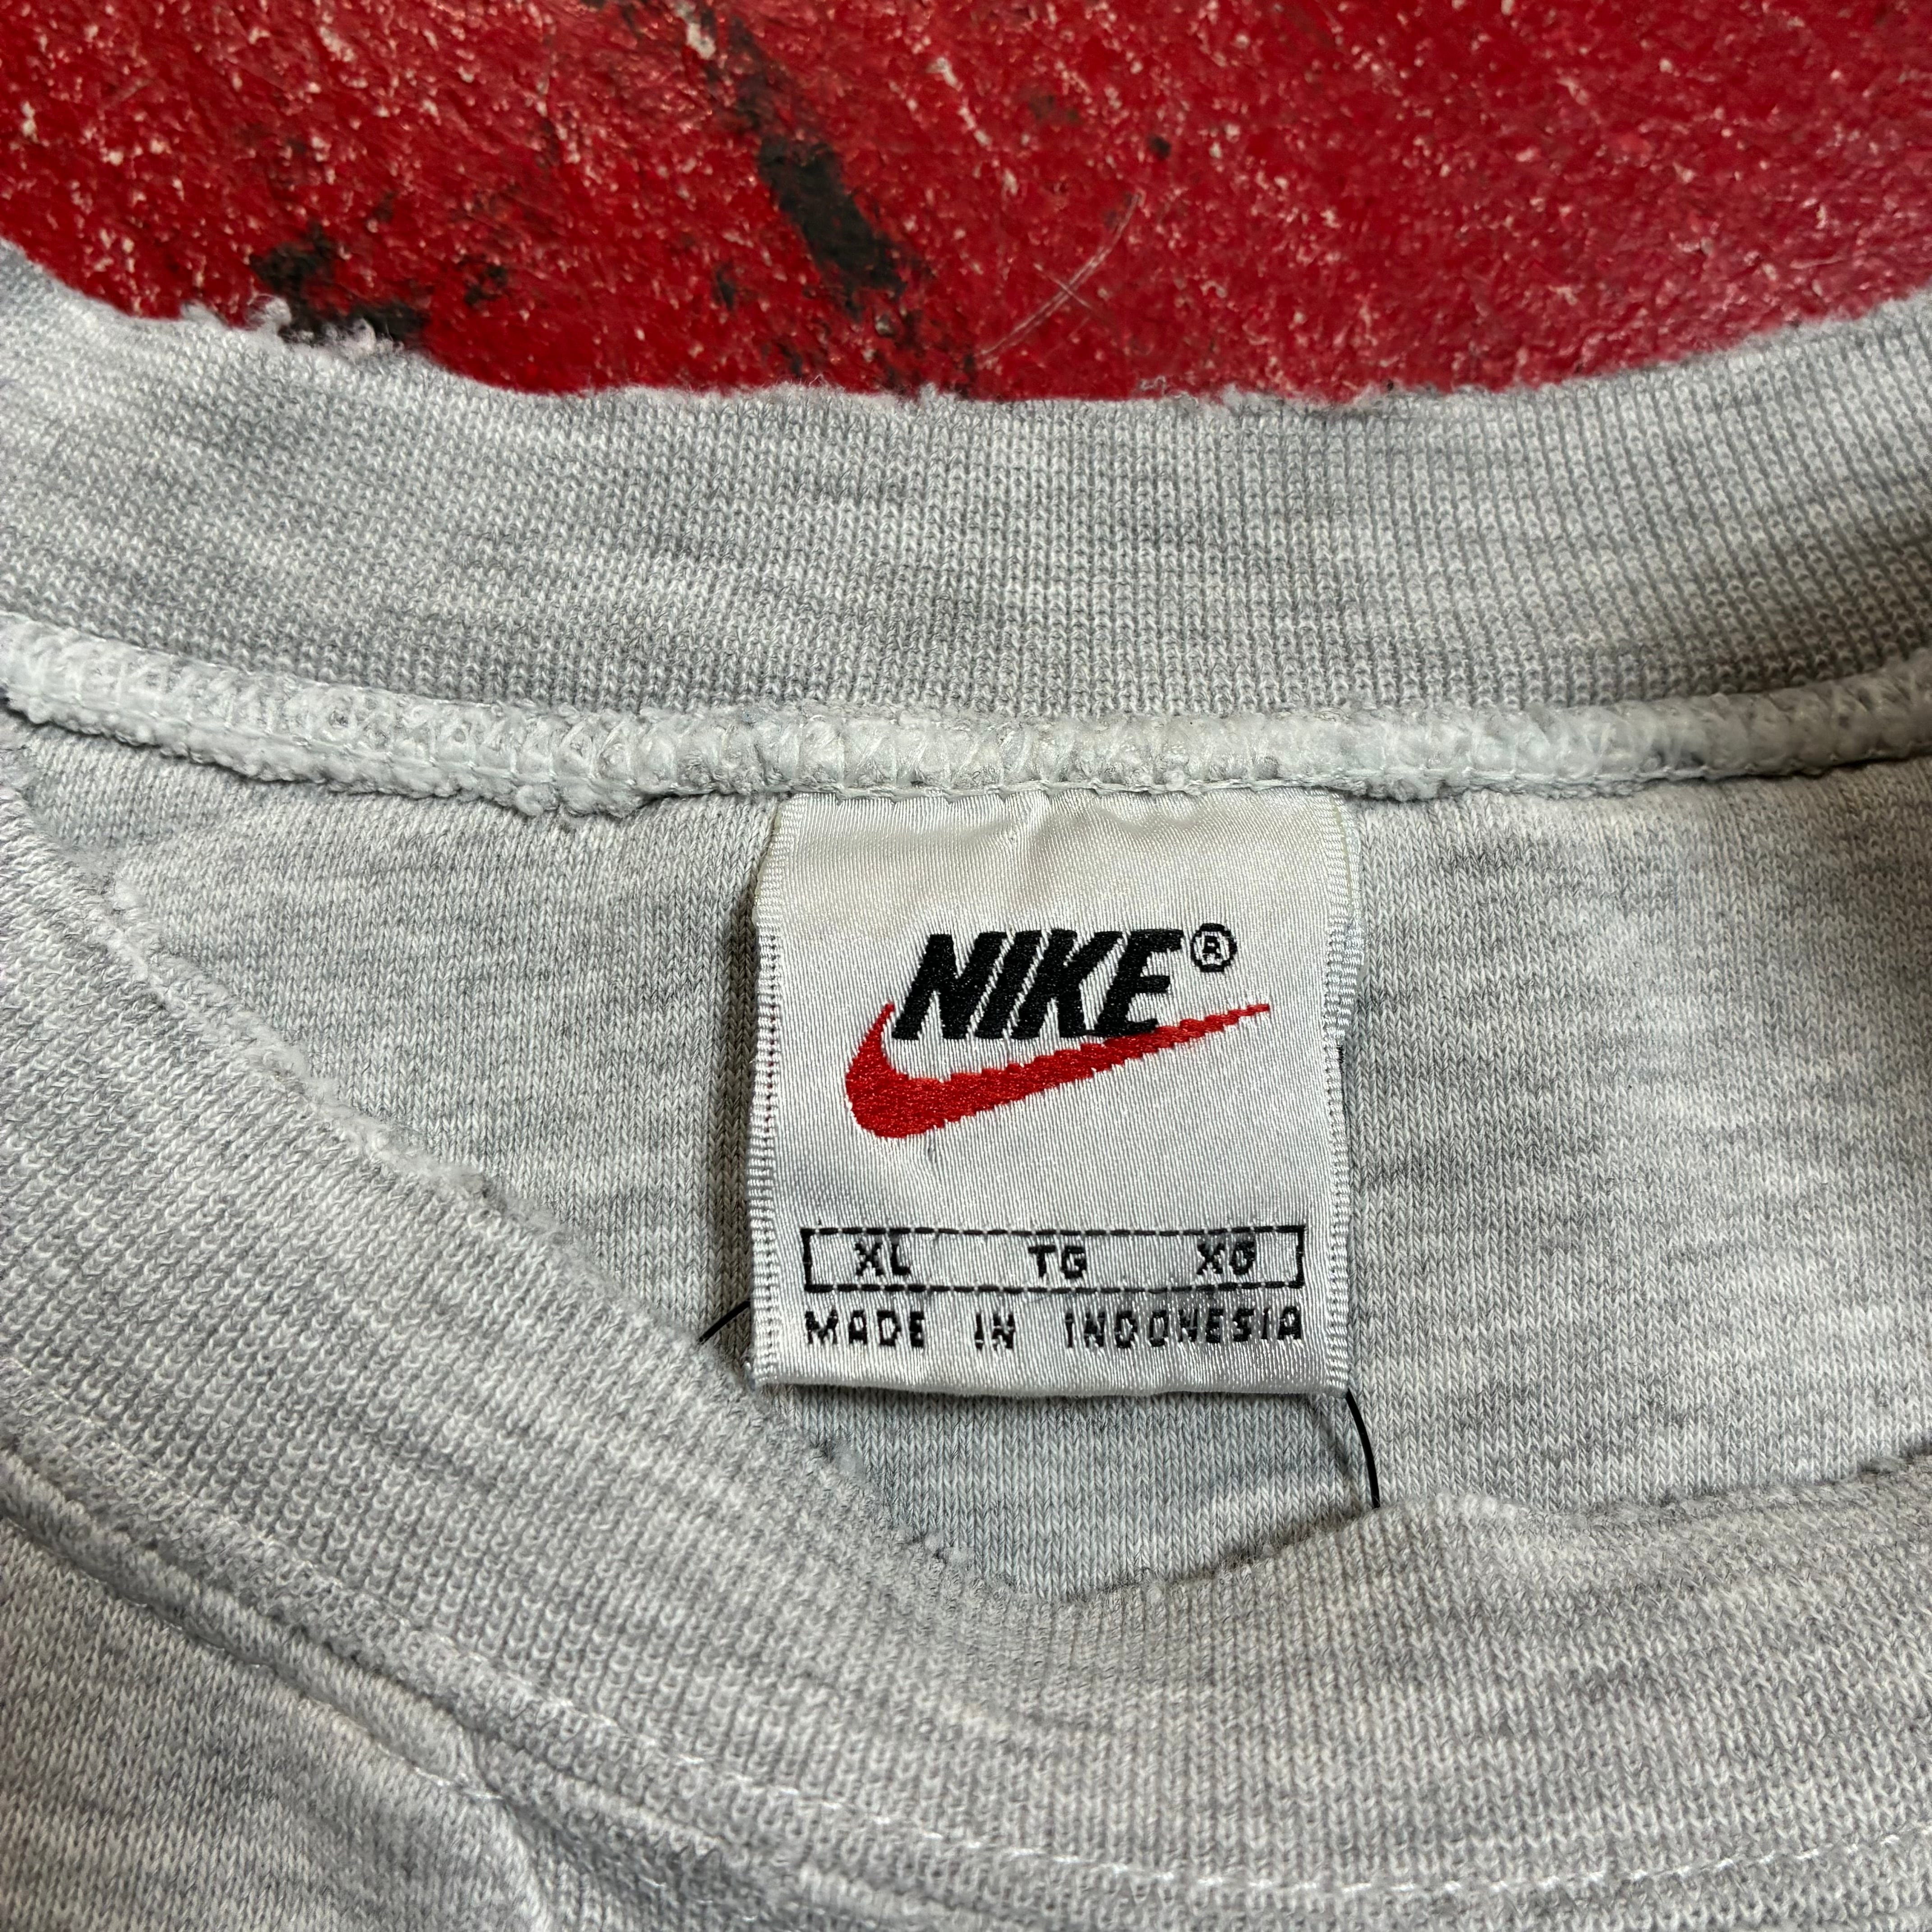 NIKE®
XL TG XG
MADE IN INDONESIA